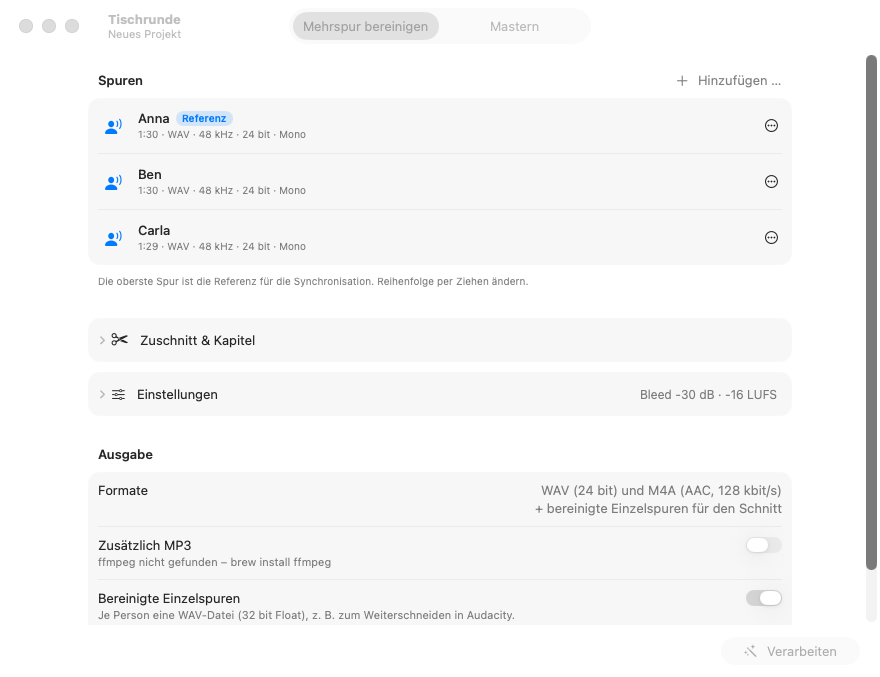 Tischrunde
Neues Projekt
Mehrspur bereinigen
Mastern
Spuren
Hinzufügen ...
Anna Referenz
1:30 · WAV · 48 kHz · 24 bit · Mono
Ben
1:30 · WAV · 48 kHz · 24 bit · Mono
Carla
1:29 · WAV · 48 kHz · 24 bit · Mono
Die oberste Spur ist die Referenz für die Synchronisation. Reihenfolge per Ziehen ändern.
Zuschnitt & Kapitel
Einstellungen Bleed -30 dB · -16 LUFS
Ausgabe
Formate WAV (24 bit) und M4A (AAC, 128 kbit/s)
+ bereinigte Einzelspuren für den Schnitt
Zusätzlich MP3
ffmpeg nicht gefunden – brew install ffmpeg
Bereinigte Einzelspuren
Je Person eine WAV-Datei (32 bit Float), z. B. zum Weiterschneiden in Audacity.
Verarbeiten